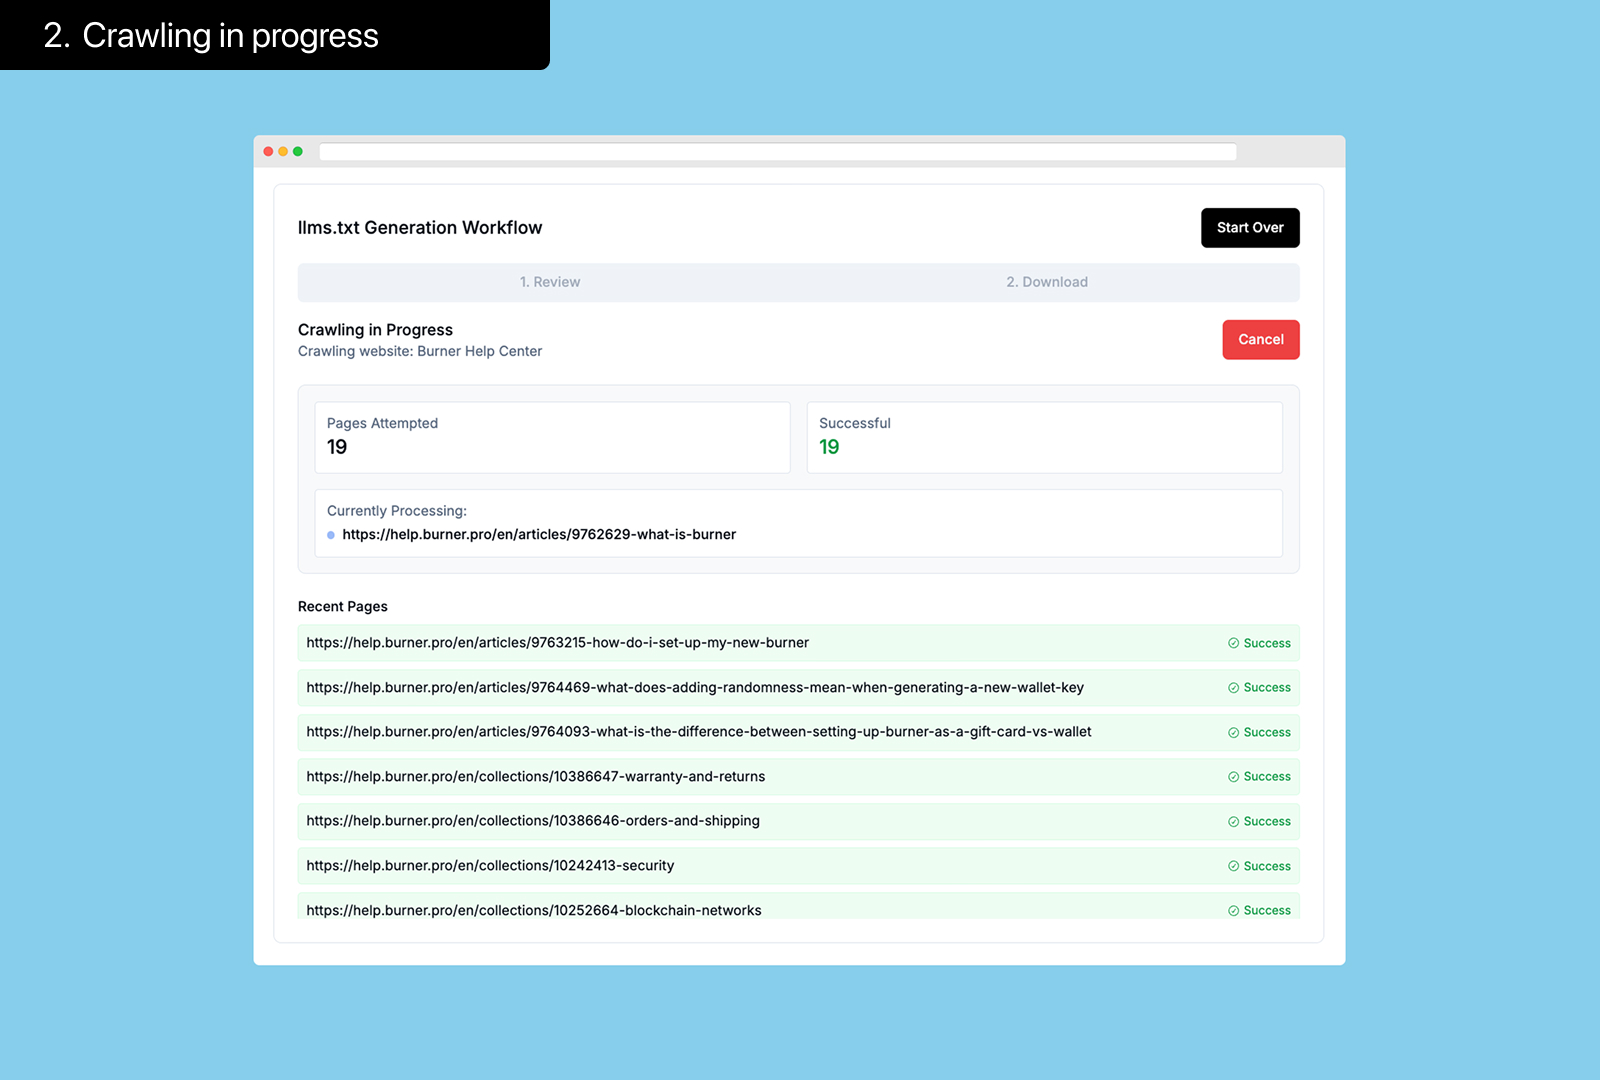 2. Crawling in progress
llms.txt Generation Workflow
Start Over
1. Review
2. Download
Crawling in Progress
Crawling website: Burner Help Center
Cancel
Pages Attempted
19
Successful
19
Currently Processing:
https://help.burner.pro/en/articles/9762629-what-is-burner
Recent Pages
https://help.burner.pro/en/articles/9763215-how-do-i-set-up-my-new-burner Success
https://help.burner.pro/en/articles/9764469-what-does-adding-randomness-mean-when-generating-a-new-wallet-key Success
https://help.burner.pro/en/articles/9764093-what-is-the-difference-between-setting-up-burner-as-a-gift-card-vs-wallet Success
https://help.burner.pro/en/collections/10386647-warranty-and-returns Success
https://help.burner.pro/en/collections/10386646-orders-and-shipping Success
https://help.burner.pro/en/collections/10242413-security Success
https://help.burner.pro/en/collections/10252664-blockchain-networks Success